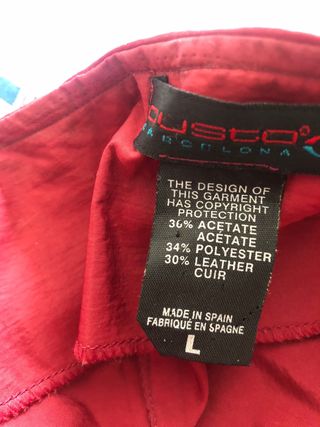 BARCELONA
THE DESIGN OF
THIS GARMENT
HAS COPYRIGHT
PROTECTION
36% ACETATE
ACÉTATE
34% POLYESTER
30% LEATHER
CUIR
MADE IN SPAIN
FABRIQUÉ EN SPAGNE
L